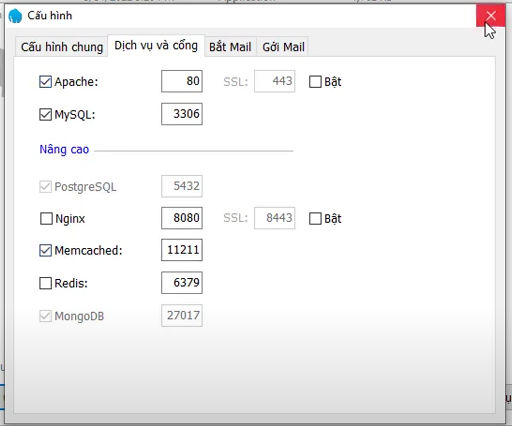 Cấu hình
Cấu hình chung Dịch vụ và cổng Bắt Mail Gởi Mail
Apache: 80 SSL: 443 Bật
MySQL: 3306
Nâng cao
PostgreSQL 5432
Nginx 8080 SSL: 8443 Bật
Memcached: 11211
Redis: 6379
MongoDB 27017